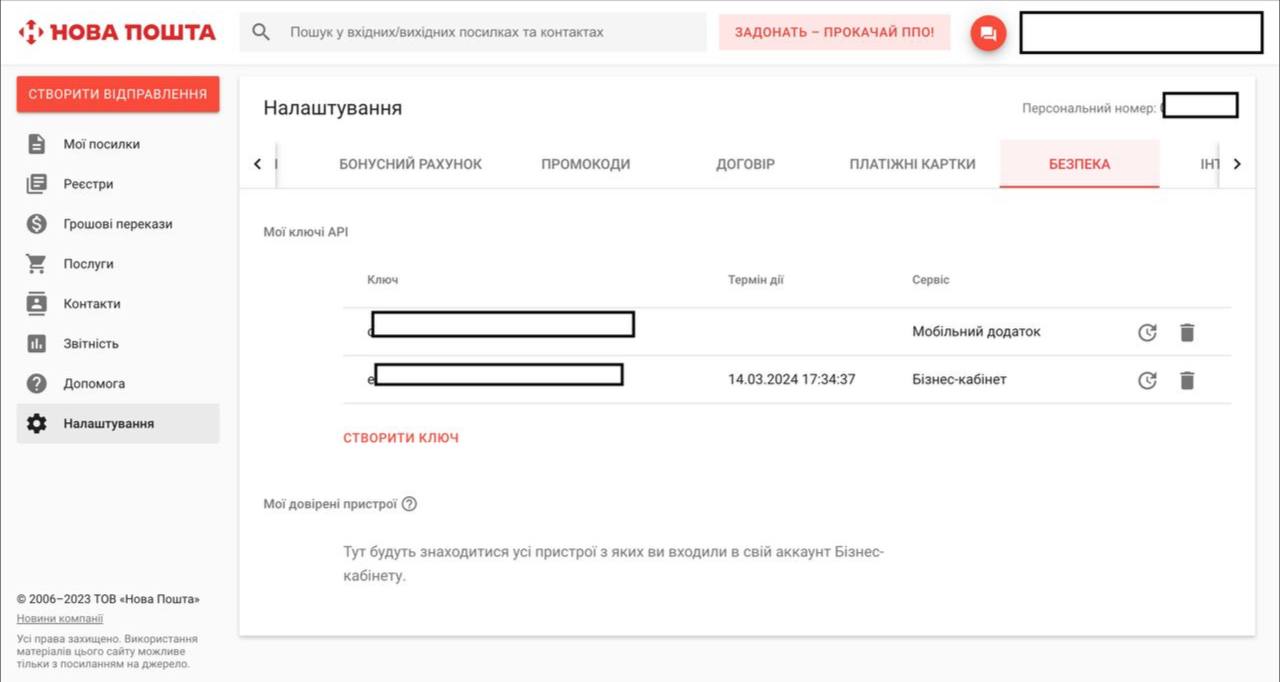 НОВА ПОШТА
Пошук у вхідних/вихідних посилках та контактах
ЗАДОНАТЬ – ПРОКАЧАЙ ППО!
СТВОРИТИ ВІДПРАВЛЕННЯ
Мої посилки
Реєстри
Грошові перекази
Послуги
Контакти
Звітність
Допомога
Налаштування
© 2006–2023 ТОВ «Нова Пошта»
Новини компанії
Усі права захищено. Використання
матеріалів цього сайту можливе
тільки з посиланням на джерело.
Налаштування
Персональний номер:
БОНУСНИЙ РАХУНОК
ПРОМОКОДИ
ДОГОВІР
ПЛАТІЖНІ КАРТКИ
БЕЗПЕКА
Мої ключі API
Ключ Термін дії Сервіс
Мобільний додаток
14.03.2024 17:34:37 Бізнес-кабінет
СТВОРИТИ КЛЮЧ
Мої довірені пристрої
Тут будуть знаходитися усі пристрої з яких ви входили в свій аккаунт Бізнес-
кабінету.